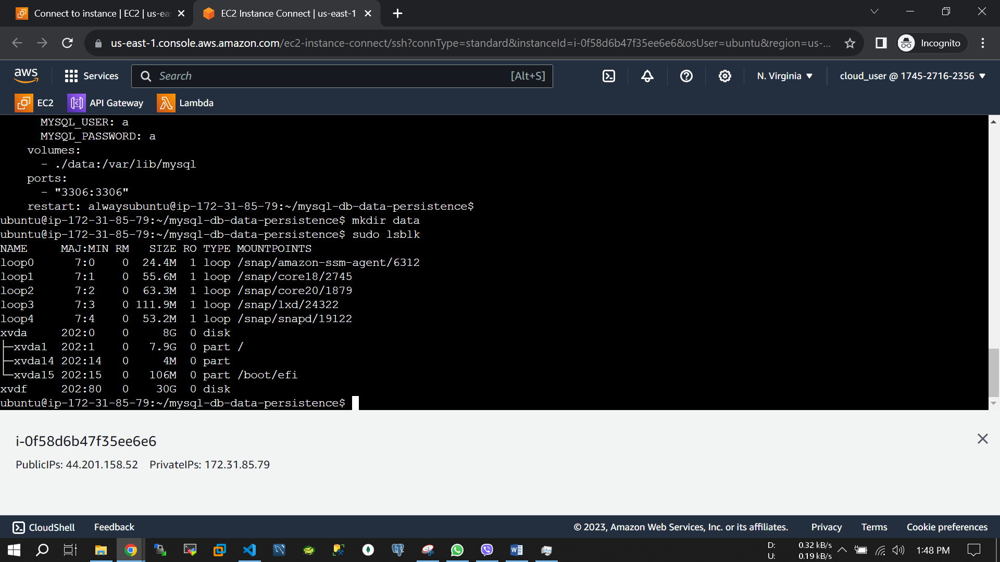 Connect to instance | EC2 | us-eas
EC2 Instance Connect | us-east-1
us-east-1.console.aws.amazon.com/ec2-instance-connect/ssh?connType=standard&instanceId=i-0f58d6b47f35ee6e6&osUser=ubuntu&region=us-...
Incognito
aws
Services
Search
[Alt+S]
N. Virginia
cloud_user @ 1745-2716-2356
EC2
API Gateway
Lambda
MYSQL_USER: a
MYSQL_PASSWORD: a
volumes:
- ./data:/var/lib/mysql
ports:
- "3306:3306"
restart: alwaysubuntu@ip-172-31-85-79:~/mysql-db-data-persistence$
ubuntu@ip-172-31-85-79:~/mysql-db-data-persistence$ mkdir data
ubuntu@ip-172-31-85-79:~/mysql-db-data-persistence$ sudo lsblk
NAME MAJ:MIN RM SIZE RO TYPE MOUNTPOINTS
loop0 7:0 0 24.4M 1 loop /snap/amazon-ssm-agent/6312
loop1 7:1 0 55.6M 1 loop /snap/core18/2745
loop2 7:2 0 63.3M 1 loop /snap/core20/1879
loop3 7:3 0 111.9M 1 loop /snap/lxd/24322
loop4 7:4 0 53.2M 1 loop /snap/snapd/19122
xvda 202:0 0 8G 0 disk
├─xvda1 202:1 0 7.9G 0 part /
├─xvda14 202:14 0 4M 0 part
└─xvda15 202:15 0 106M 0 part /boot/efi
xvdf 202:80 0 30G 0 disk
ubuntu@ip-172-31-85-79:~/mysql-db-data-persistence$
i-0f58d6b47f35ee6e6
PublicIPs: 44.201.158.52 PrivateIPs: 172.31.85.79
CloudShell
Feedback
© 2023, Amazon Web Services, Inc. or its affiliates.
Privacy
Terms
Cookie preferences
D: 0.32 kB/s
U: 0.19 kB/s
1:48 PM